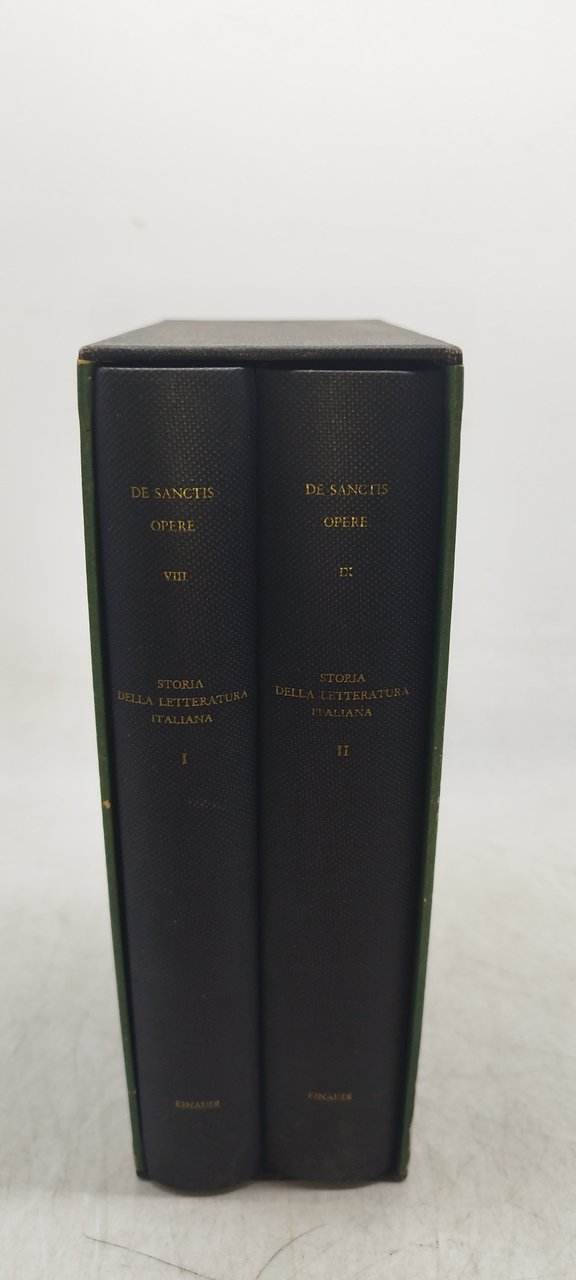 DE SANCTIS
OPERE
VIII
STORIA
DELLA LETTERATURA
ITALIANA
I
EINAUDI
DE SANCTIS
OPERE
IX
STORIA
DELLA LETTERATURA
ITALIANA
II
EINAUDI